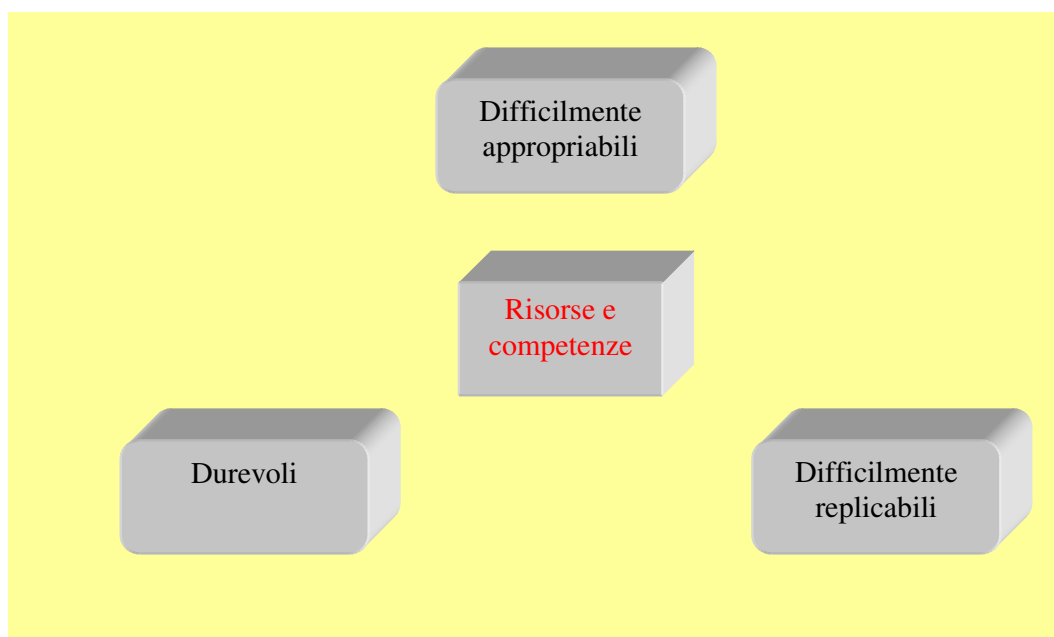 Difficilmente
appropriabili
Risorse e
competenze
Durevoli
Difficilmente
replicabili